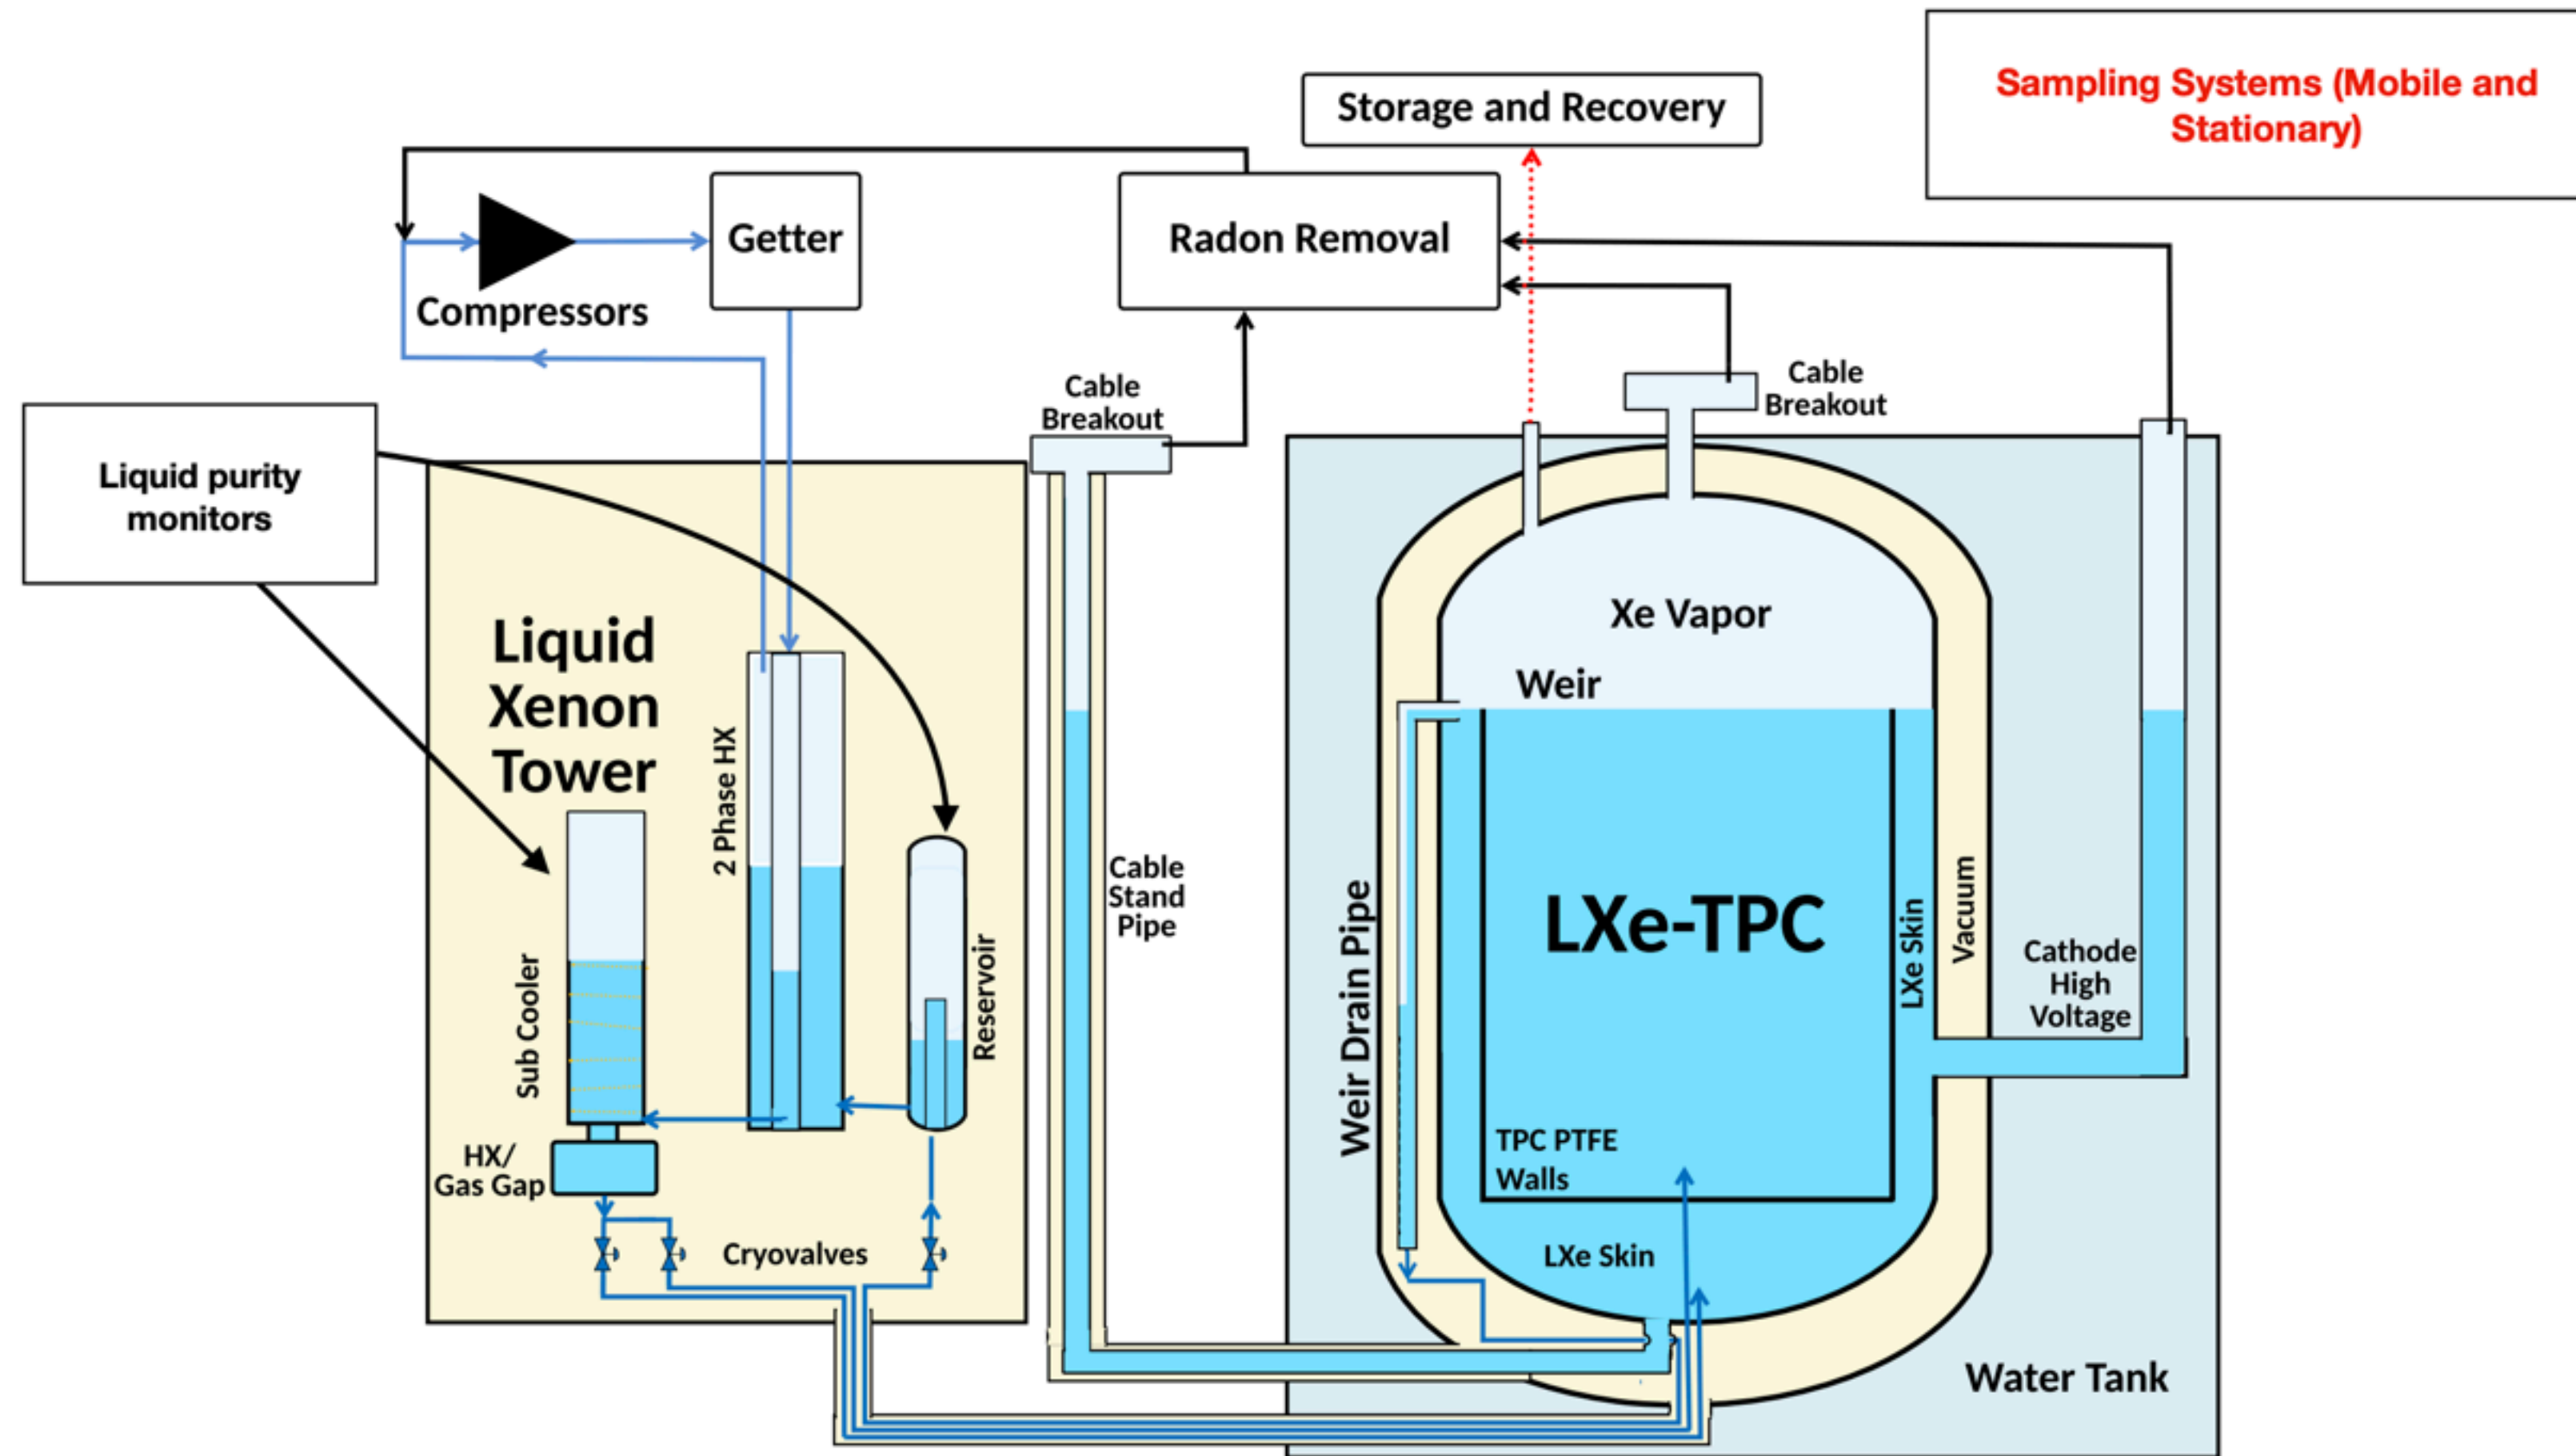 Sampling Systems (Mobile and
Stationary)
Storage and Recovery
Getter
Radon Removal
Compressors
Cable
Breakout
Cable
Breakout
Liquid purity
monitors
Liquid
Xenon
Tower
Xe Vapor
Weir
2 Phase HX
Cable
Stand
Pipe
LXe-TPC
Weir Drain Pipe
LXe Skin
Vacuum
Cathode
High
Voltage
Sub Cooler
Reservoir
TPC PTFE
Walls
HX/
Gas Gap
Cryovalves
LXe Skin
Water Tank